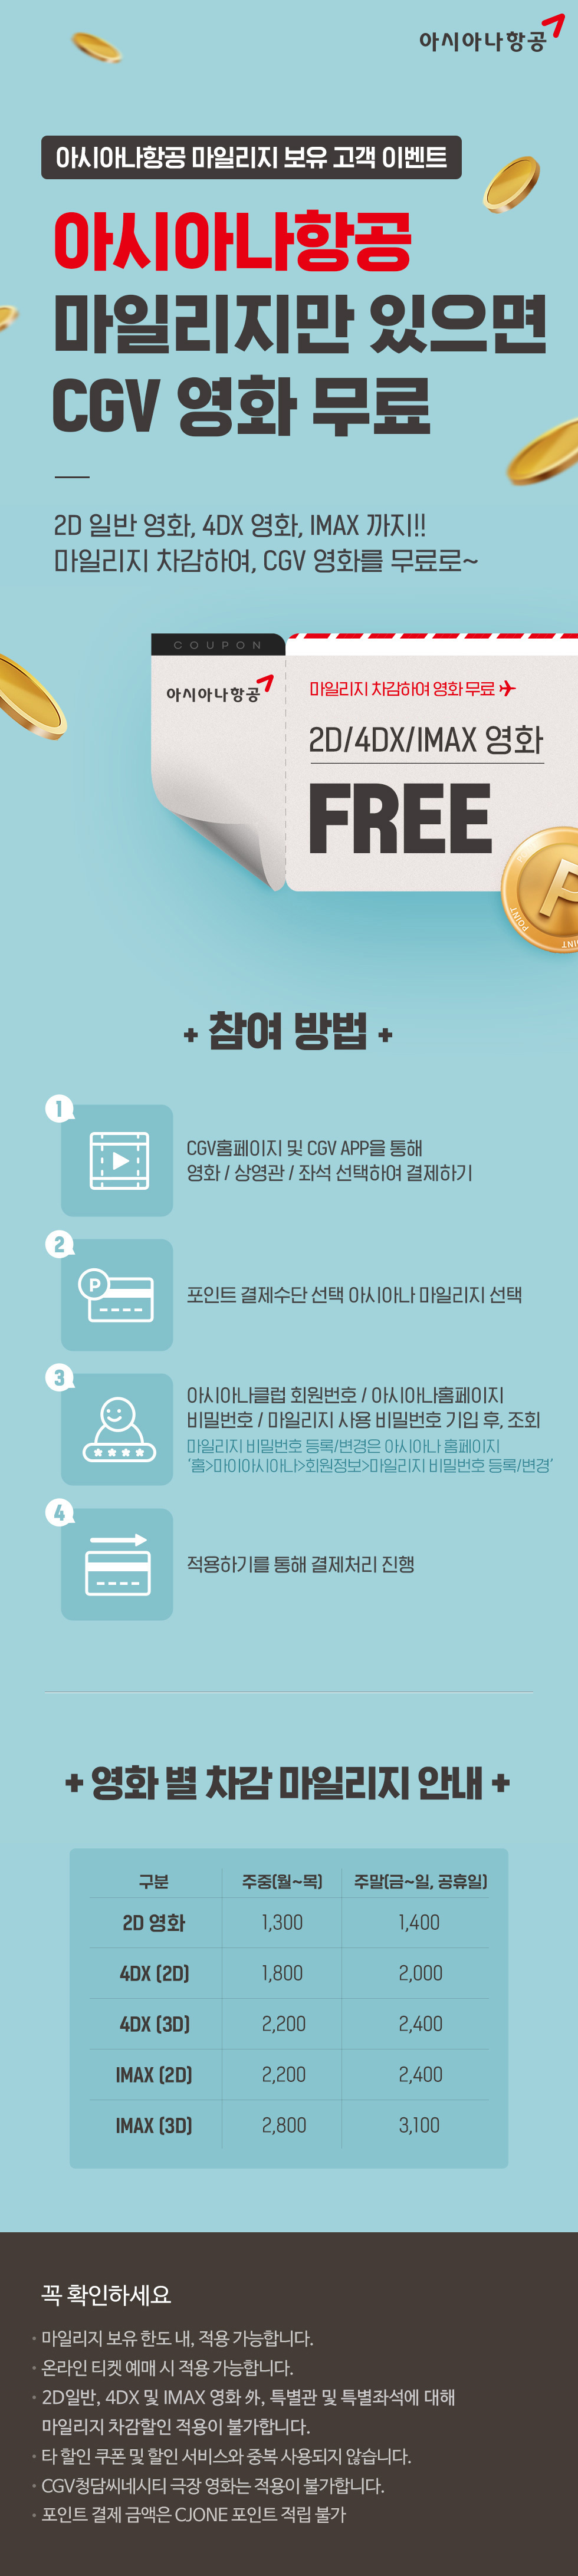 아시아나항공
아시아나항공 마일리지 보유 고객 이벤트
아시아나항공
마일리지만 있으면
CGV 영화 무료
2D 일반 영화, 4DX 영화, IMAX 까지!!
마일리지 차감하여, CGV 영화를 무료로~
COUPON
아시아나항공
마일리지 차감하여 영화 무료
2D/4DX/IMAX 영화
FREE
P
POINT
+ 참여 방법 +
1
CGV홈페이지 및 CGV APP을 통해
영화 / 상영관 / 좌석 선택하여 결제하기
2
P
포인트 결제수단 선택 아시아나 마일리지 선택
3
아시아나클럽 회원번호 / 아시아나홈페이지
비밀번호 / 마일리지 사용 비밀번호 기입 후, 조회
마일리지 비밀번호 등록/변경은 아시아나 홈페이지
'홈>마이아시아나>회원정보>마일리지 비밀번호 등록/변경'
4
적용하기를 통해 결제처리 진행
+ 영화 별 차감 마일리지 안내 +
구분 주중(월~목) 주말(금~일, 공휴일)
2D 영화 1,300 1,400
4DX (2D) 1,800 2,000
4DX (3D) 2,200 2,400
IMAX (2D) 2,200 2,400
IMAX (3D) 2,800 3,100
꼭 확인하세요
· 마일리지 보유 한도 내, 적용 가능합니다.
· 온라인 티켓 예매 시 적용 가능합니다.
· 2D일반, 4DX 및 IMAX 영화 外, 특별관 및 특별좌석에 대해
마일리지 차감할인 적용이 불가합니다.
· 타 할인 쿠폰 및 할인 서비스와 중복 사용되지 않습니다.
· CGV청담씨네시티 극장 영화는 적용이 불가합니다.
· 포인트 결제 금액은 CJONE 포인트 적립 불가